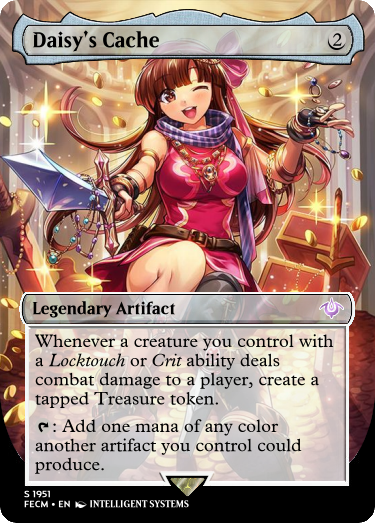 Daisy's Cache 2
Legendary Artifact
Whenever a creature you control with
a Locktouch or Crit ability deals
combat damage to a player, create a
tapped Treasure token.
: Add one mana of any color
another artifact you control could
produce.
S 1951
FECM • EN INTELLIGENT SYSTEMS